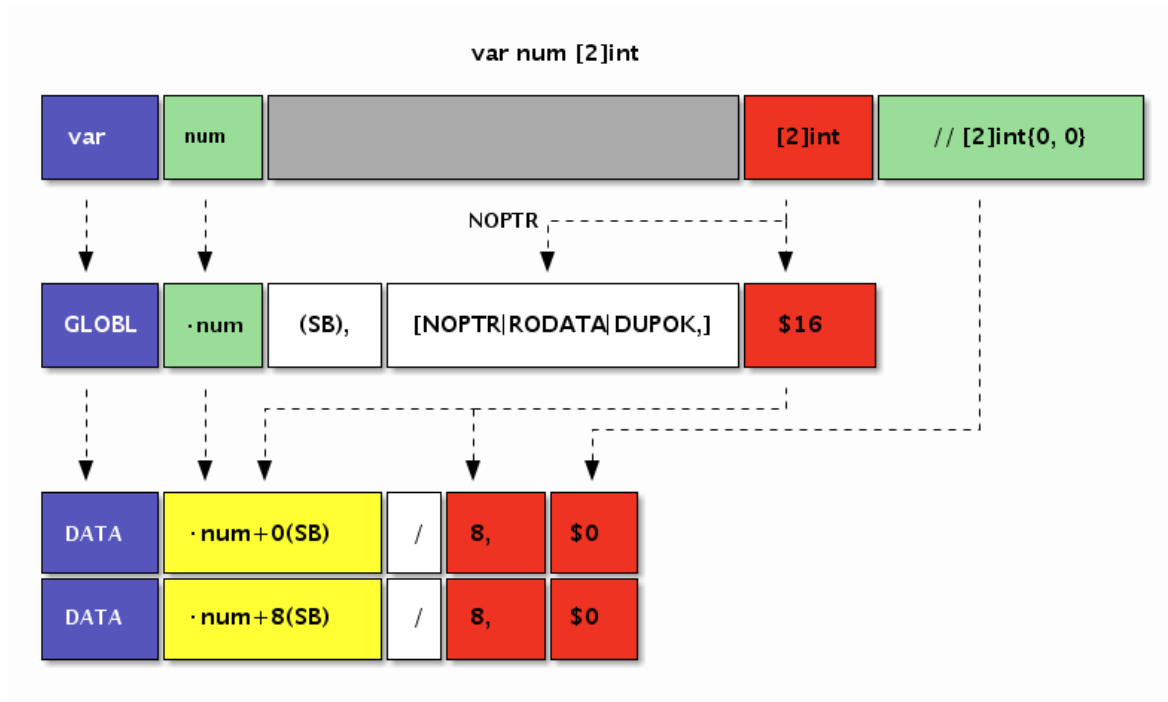 var num [2]int
var num [2]int // [2]int{0, 0}
NOPTR
GLOBL ·num (SB), [NOPTR|RODATA|DUPOK,] $16
DATA ·num+0(SB) / 8, $0
DATA ·num+8(SB) / 8, $0